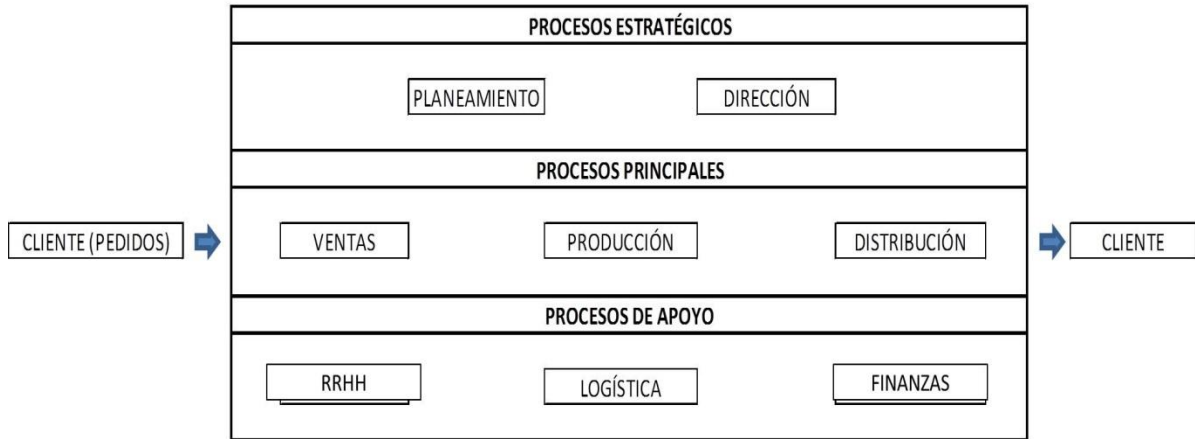 PROCESOS ESTRATÉGICOS
PLANEAMIENTO
DIRECCIÓN
PROCESOS PRINCIPALES
CLIENTE (PEDIDOS)
VENTAS
PRODUCCIÓN
DISTRIBUCIÓN
CLIENTE
PROCESOS DE APOYO
RRHH
LOGÍSTICA
FINANZAS